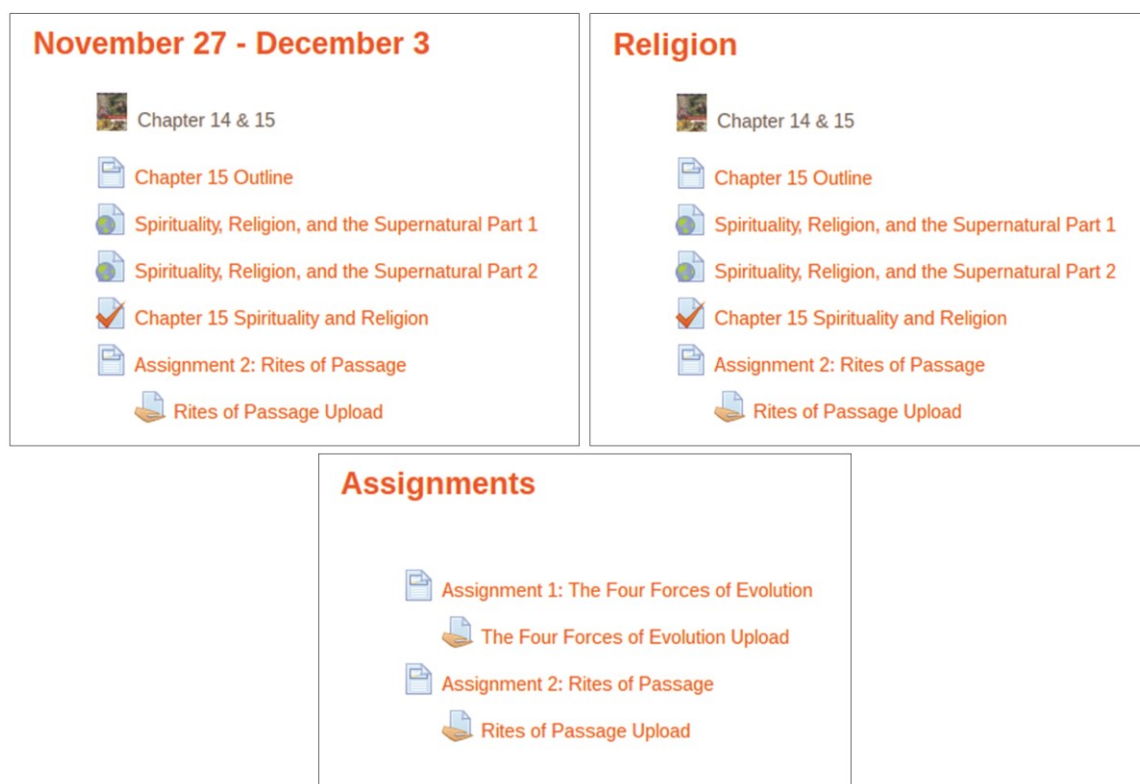 November 27 - December 3
Chapter 14 & 15
Chapter 15 Outline
Spirituality, Religion, and the Supernatural Part 1
Spirituality, Religion, and the Supernatural Part 2
Chapter 15 Spirituality and Religion
Assignment 2: Rites of Passage
Rites of Passage Upload
Religion
Chapter 14 & 15
Chapter 15 Outline
Spirituality, Religion, and the Supernatural Part 1
Spirituality, Religion, and the Supernatural Part 2
Chapter 15 Spirituality and Religion
Assignment 2: Rites of Passage
Rites of Passage Upload
Assignments
Assignment 1: The Four Forces of Evolution
The Four Forces of Evolution Upload
Assignment 2: Rites of Passage
Rites of Passage Upload